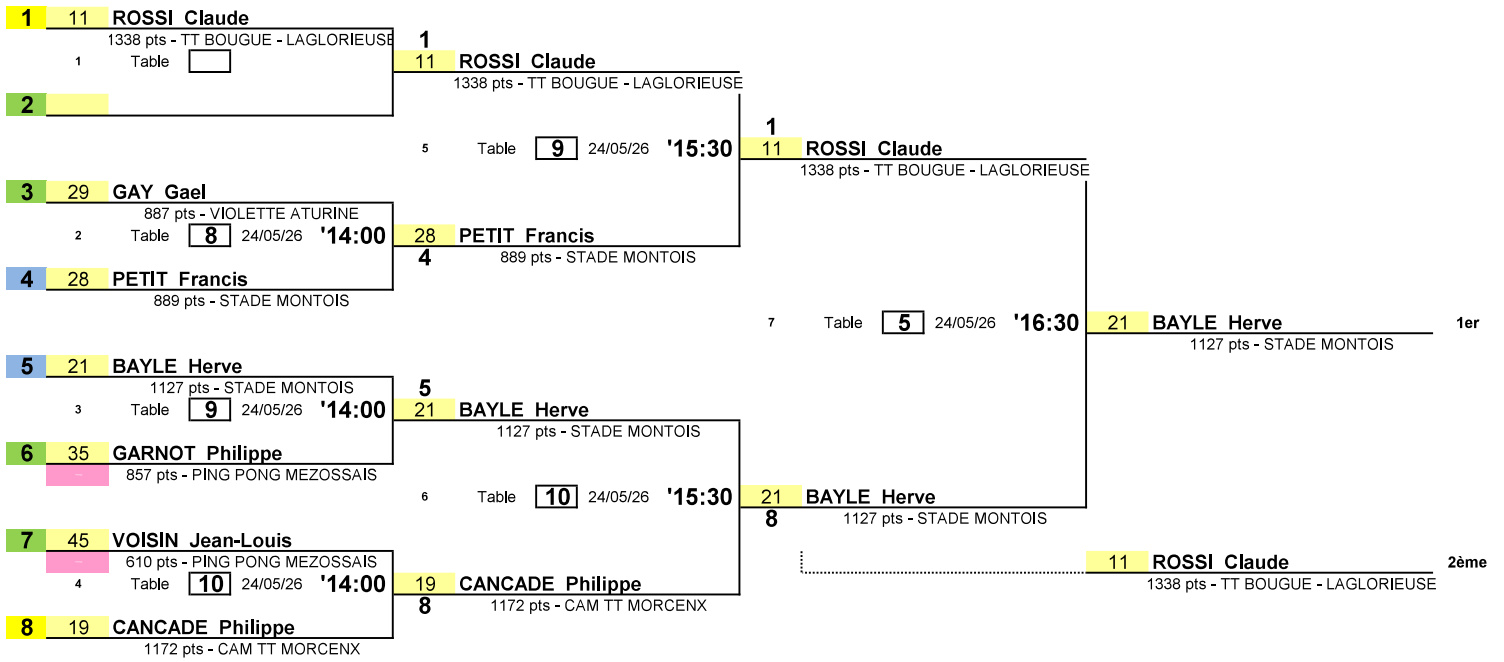 1 11 ROSSI Claude
1338 pts - TT BOUGUE - LAGLORIEUSE
1 Table
2
3 29 GAY Gael
887 pts - VIOLETTE ATURINE
2 Table 8 24/05/26 '14:00
4 28 PETIT Francis
889 pts - STADE MONTOIS
5 21 BAYLE Herve
1127 pts - STADE MONTOIS
3 Table 9 24/05/26 '14:00
6 35 GARNOT Philippe
857 pts - PING PONG MEZOSSAIS
7 45 VOISIN Jean-Louis
610 pts - PING PONG MEZOSSAIS
4 Table 10 24/05/26 '14:00
8 19 CANCADE Philippe
1172 pts - CAM TT MORCENX
1
11 ROSSI Claude
1338 pts - TT BOUGUE - LAGLORIEUSE
5 Table 9 24/05/26 '15:30
28 PETIT Francis
4 889 pts - STADE MONTOIS
5
21 BAYLE Herve
1127 pts - STADE MONTOIS
6 Table 10 24/05/26 '15:30
19 CANCADE Philippe
8 1172 pts - CAM TT MORCENX
1
11 ROSSI Claude
1338 pts - TT BOUGUE - LAGLORIEUSE
7 Table 5 24/05/26 '16:30
21 BAYLE Herve
8 1127 pts - STADE MONTOIS
21 BAYLE Herve 1er
1127 pts - STADE MONTOIS
11 ROSSI Claude 2ème
1338 pts - TT BOUGUE - LAGLORIEUSE